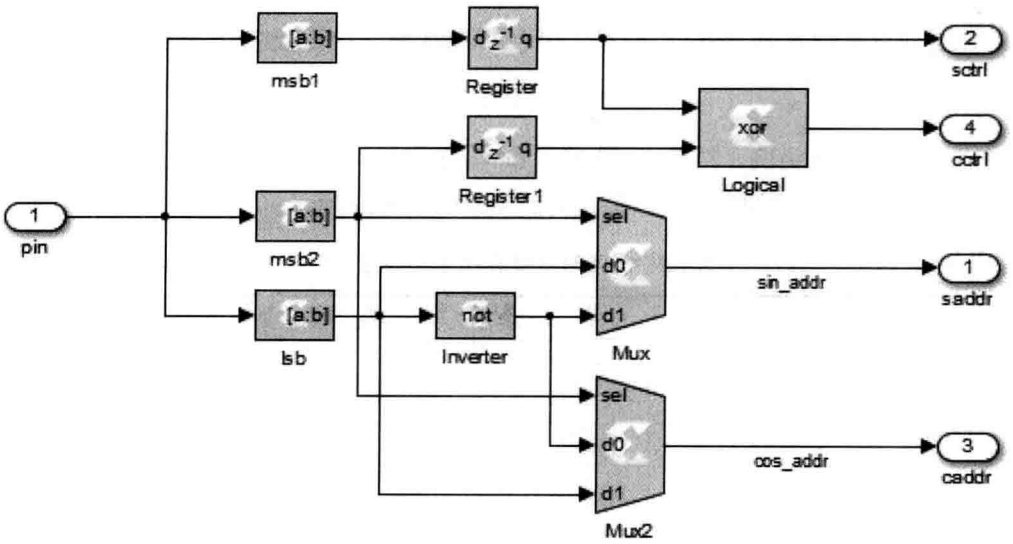 [a:b]
msb1
d z⁻¹ q
Register
2
sctrl
d z⁻¹ q
Register1
xor
Logical
4
cctrl
1
pin
[a:b]
msb2
sel
d0
d1
Mux
sin_addr
1
saddr
[a:b]
lsb
not
Inverter
sel
d0
d1
Mux2
cos_addr
3
caddr